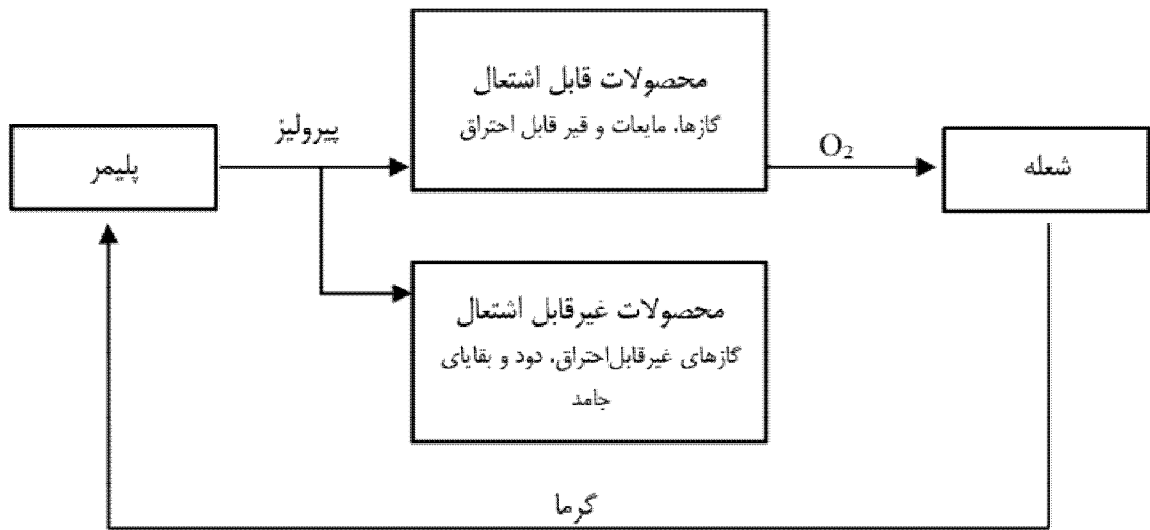 محصولات قابل اشتعال
گازها، مایعات و قیر قابل احتراق
پیرولیز
پلیمر
O₂
شعله
محصولات غیرقابل اشتعال
گازهای غیرقابل‌احتراق، دود و بقایای
جامد
گرما